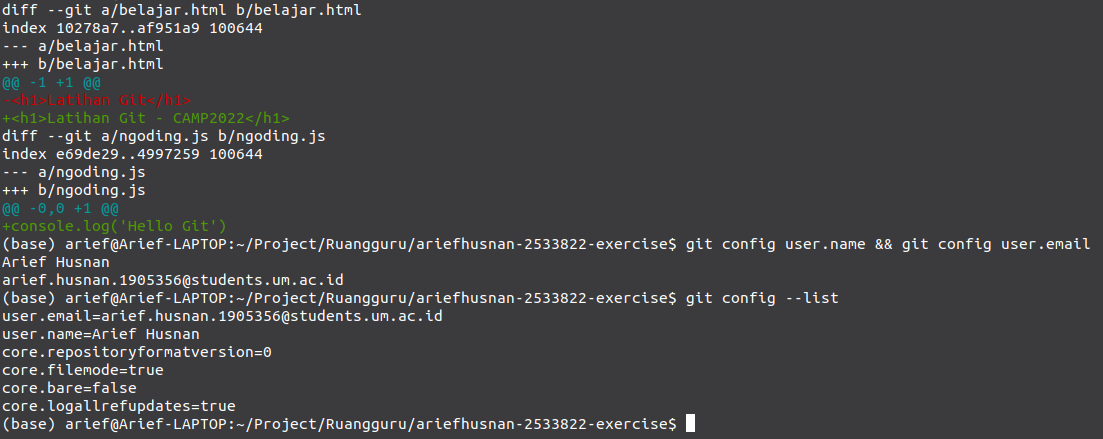 diff --git a/belajar.html b/belajar.html
index 10278a7..af951a9 100644
--- a/belajar.html
+++ b/belajar.html
@@ -1 +1 @@
-<h1>Latihan Git</h1>
+<h1>Latihan Git - CAMP2022</h1>
diff --git a/ngoding.js b/ngoding.js
index e69de29..4997259 100644
--- a/ngoding.js
+++ b/ngoding.js
@@ -0,0 +1 @@
+console.log('Hello Git')
(base) arief@Arief-LAPTOP:~/Project/Ruangguru/ariefhusnan-2533822-exercise$ git config user.name && git config user.email
Arief Husnan
arief.husnan.1905356@students.um.ac.id
(base) arief@Arief-LAPTOP:~/Project/Ruangguru/ariefhusnan-2533822-exercise$ git config --list
user.email=arief.husnan.1905356@students.um.ac.id
user.name=Arief Husnan
core.repositoryformatversion=0
core.filemode=true
core.bare=false
core.logallrefupdates=true
(base) arief@Arief-LAPTOP:~/Project/Ruangguru/ariefhusnan-2533822-exercise$